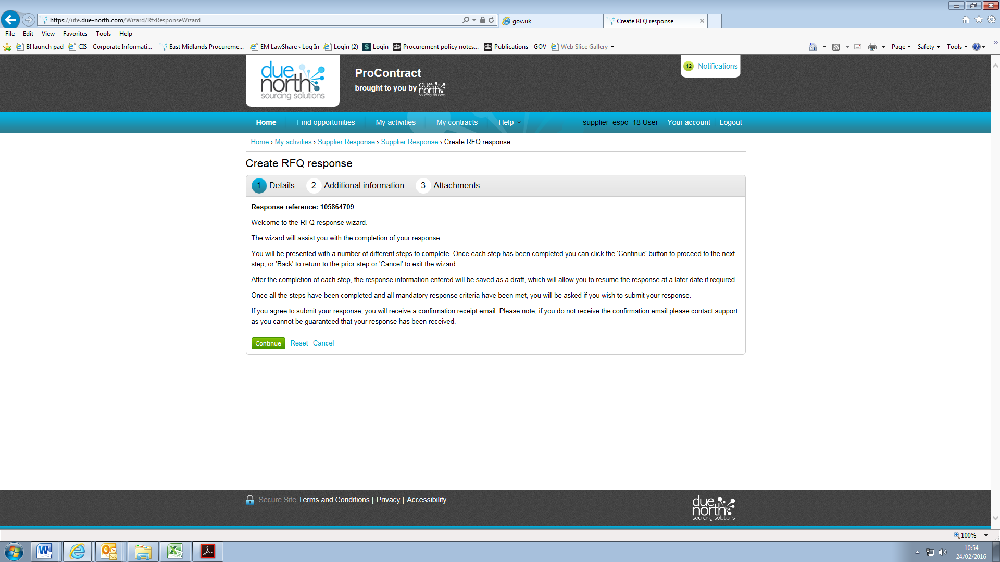 https://ufe.due-north.com/Wizard/RfxResponseWizard
gov.uk
Create RFQ response
File Edit View Favorites Tools Help
BI launch pad CIS - Corporate Informati... East Midlands Procureme... EM LawShare › Log In Login (2) S Login Procurement policy notes... Publications - GOV Web Slice Gallery
Page Safety Tools
due north sourcing solutions
ProContract
brought to you by due north sourcing solutions
12 Notifications
Home Find opportunities My activities My contracts Help supplier_espo_18 User Your account Logout
Home › My activities › Supplier Response › Supplier Response › Create RFQ response
Create RFQ response
1 Details 2 Additional information 3 Attachments
Response reference: 105864709
Welcome to the RFQ response wizard.
The wizard will assist you with the completion of your response.
You will be presented with a number of different steps to complete. Once each step has been completed you can click the 'Continue' button to proceed to the next
step, or 'Back' to return to the prior step or 'Cancel' to exit the wizard.
After the completion of each step, the response information entered will be saved as a draft, which will allow you to resume the response at a later date if required.
Once all the steps have been completed and all mandatory response criteria have been met, you will be asked if you wish to submit your response.
If you agree to submit your response, you will receive a confirmation receipt email. Please note, if you do not receive the confirmation email please contact support
as you cannot be guaranteed that your response has been received.
Continue Reset Cancel
Secure Site Terms and Conditions | Privacy | Accessibility
due north sourcing solutions
100%
10:54
24/02/2016